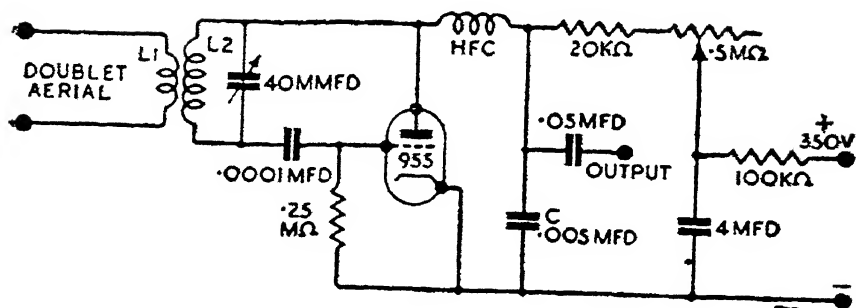 L1
L2
DOUBLET
AERIAL
40MMFD
HFC
20KΩ
.5MΩ
.0001MFD
955
.05MFD
OUTPUT
+
350V
100KΩ
.25
MΩ
C
.005MFD
4MFD
−